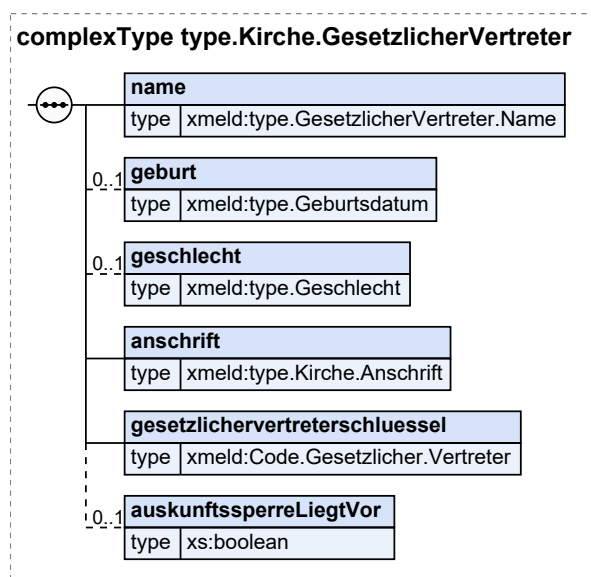 complexType type.Kirche.GesetzlicherVertreter
name
type xmeld:type.GesetzlicherVertreter.Name
0..1 geburt
type xmeld:type.Geburtsdatum
0..1 geschlecht
type xmeld:type.Geschlecht
anschrift
type xmeld:type.Kirche.Anschrift
gesetzlichervertreterschluessel
type xmeld:Code.Gesetzlicher.Vertreter
0..1 auskunftssperreLiegtVor
type xs:boolean